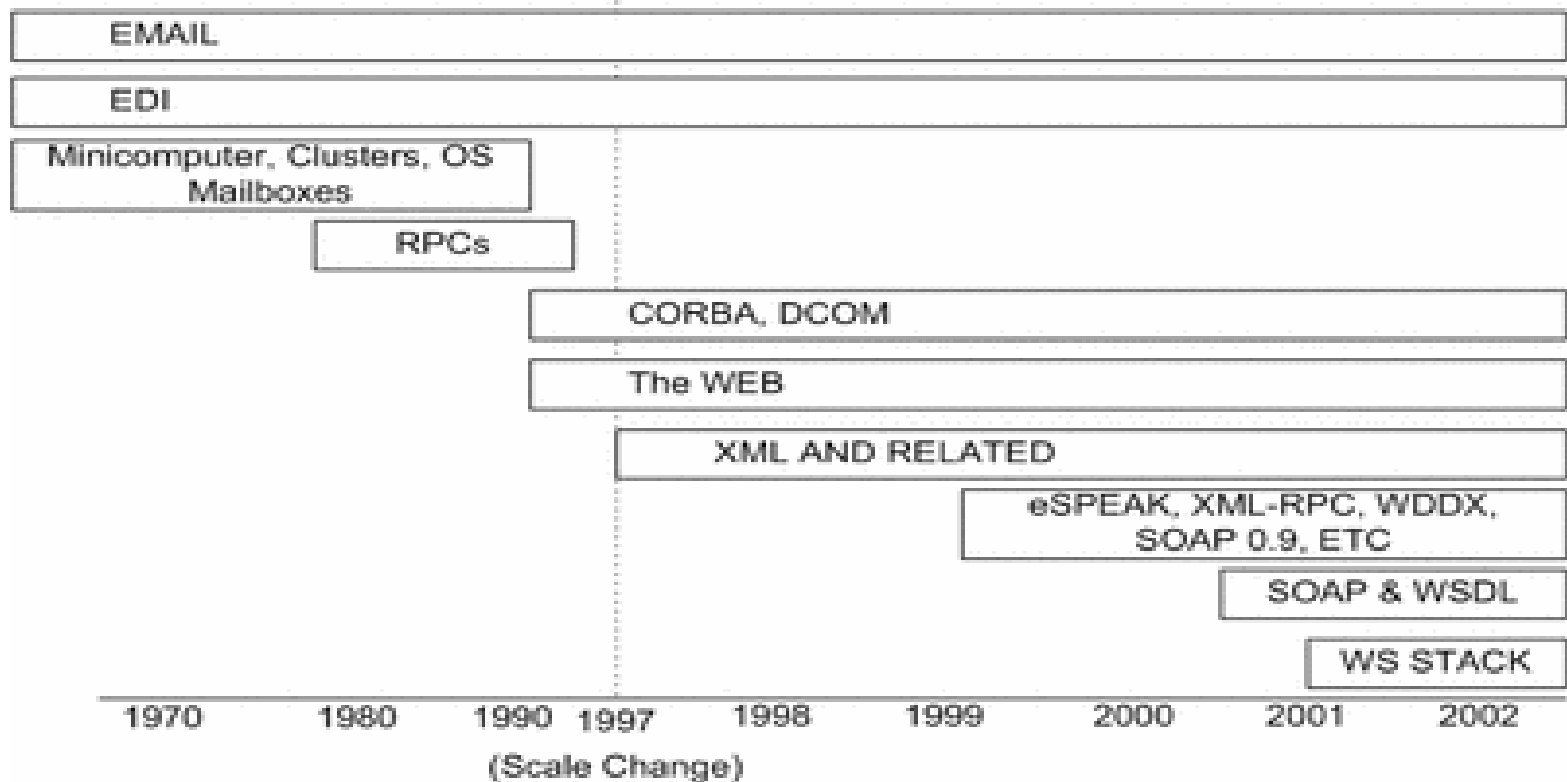 EMAIL
EDI
Minicomputer, Clusters, OS
Mailboxes
RPCs
CORBA, DCOM
The WEB
XML AND RELATED
eSPEAK, XML-RPC, WDDX,
SOAP 0.9, ETC
SOAP & WSDL
WS STACK
1970 1980 1990 1997 1998 1999 2000 2001 2002
(Scale Change)